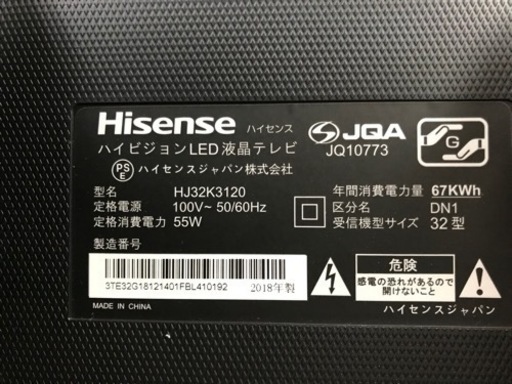 Hisense ハイセンス
ハイビジョンLED液晶テレビ
PS
E
ハイセンスジャパン株式会社
JQA
JQ10773
G
型名 HJ32K3120
定格電源 100V~ 50/60Hz
定格消費電力 55W
製造番号
年間消費電力量 67KWh
区分名 DN1
受信機型サイズ 32型
3TE32G18121401FBL410192 2018年製
MADE IN CHINA
危険
感電の恐れがあるので
開けないこと
ハイセンスジャパン